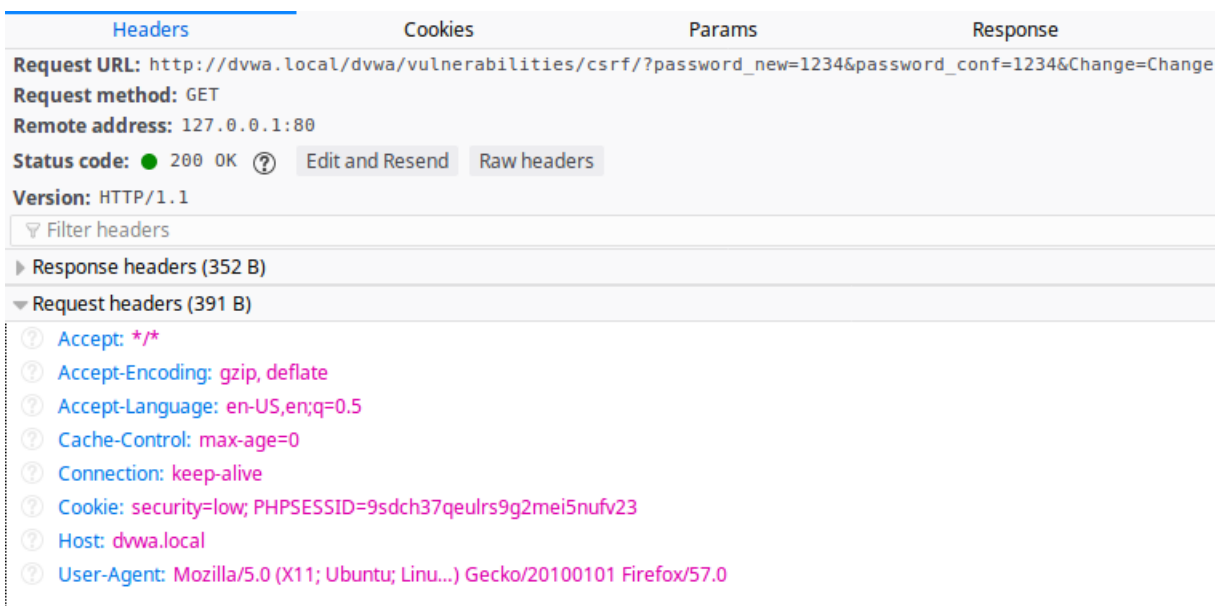 Headers Cookies Params Response
Request URL: http://dvwa.local/dvwa/vulnerabilities/csrf/?password_new=1234&password_conf=1234&Change=Change
Request method: GET
Remote address: 127.0.0.1:80
Status code: 200 OK ? Edit and Resend Raw headers
Version: HTTP/1.1
Filter headers
Response headers (352 B)
Request headers (391 B)
? Accept: */*
? Accept-Encoding: gzip, deflate
? Accept-Language: en-US,en;q=0.5
? Cache-Control: max-age=0
? Connection: keep-alive
? Cookie: security=low; PHPSESSID=9sdch37qeulrs9g2mei5nufv23
? Host: dvwa.local
? User-Agent: Mozilla/5.0 (X11; Ubuntu; Linu...) Gecko/20100101 Firefox/57.0